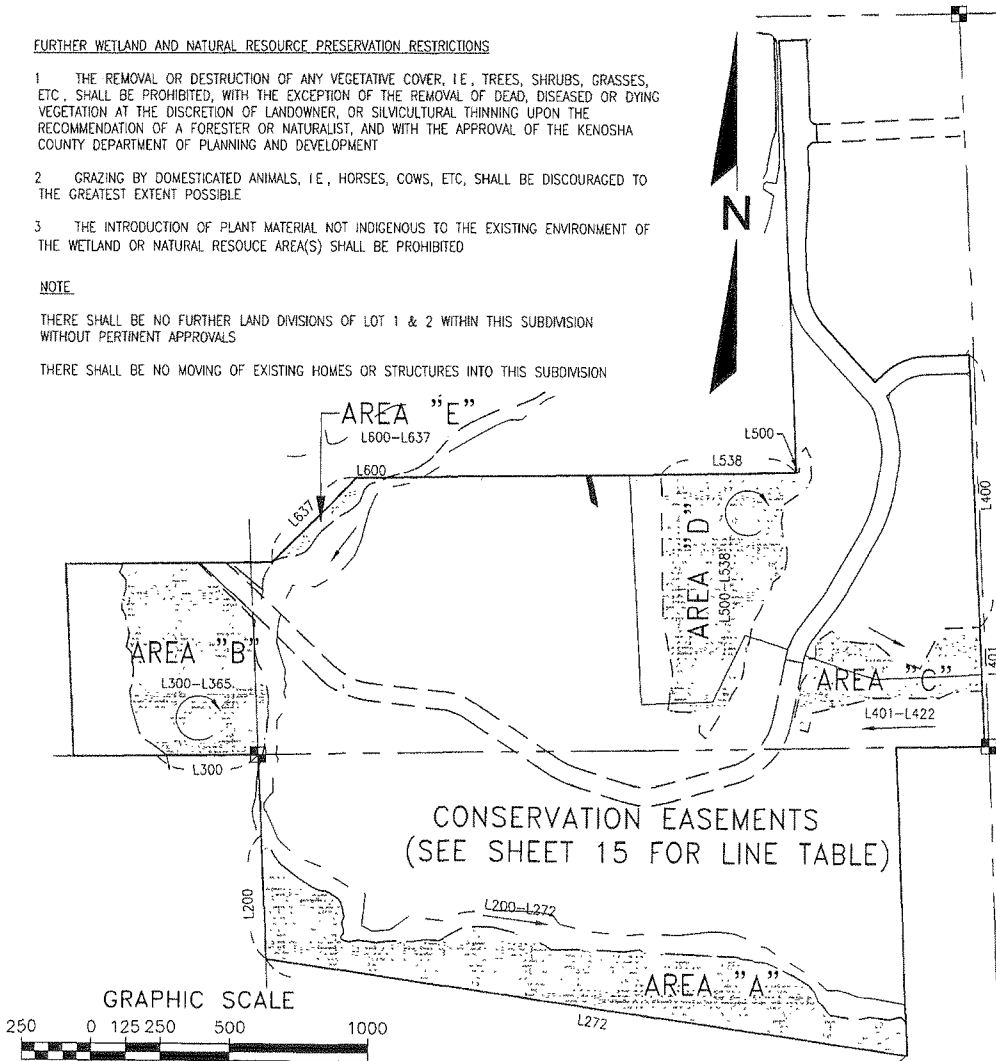 FURTHER WETLAND AND NATURAL RESOURCE PRESERVATION RESTRICTIONS
1 THE REMOVAL OR DESTRUCTION OF ANY VEGETATIVE COVER, I E, TREES, SHRUBS, GRASSES,
ETC, SHALL BE PROHIBITED, WITH THE EXCEPTION OF THE REMOVAL OF DEAD, DISEASED OR DYING
VEGETATION AT THE DISCRETION OF LANDOWNER, OR SILVICULTURAL THINNING UPON THE
RECOMMENDATION OF A FORESTER OR NATURALIST, AND WITH THE APPROVAL OF THE KENOSHA
COUNTY DEPARTMENT OF PLANNING AND DEVELOPMENT
2 GRAZING BY DOMESTICATED ANIMALS, I E, HORSES, COWS, ETC, SHALL BE DISCOURAGED TO
THE GREATEST EXTENT POSSIBLE
3 THE INTRODUCTION OF PLANT MATERIAL NOT INDIGENOUS TO THE EXISTING ENVIRONMENT OF
THE WETLAND OR NATURAL RESOUCE AREA(S) SHALL BE PROHIBITED
NOTE
THERE SHALL BE NO FURTHER LAND DIVISIONS OF LOT 1 & 2 WITHIN THIS SUBDIVISION
WITHOUT PERTINENT APPROVALS
THERE SHALL BE NO MOVING OF EXISTING HOMES OR STRUCTURES INTO THIS SUBDIVISION
N
AREA "E"
L600-L637
L600
L637
L500
L538
L400
AREA "D"
L500-L538
AREA "B"
L300-L365
L300
AREA "C"
L401
L401-L422
CONSERVATION EASEMENTS
(SEE SHEET 15 FOR LINE TABLE)
L200
L200-L272
AREA "A"
L272
GRAPHIC SCALE
250 0 125 250 500 1000